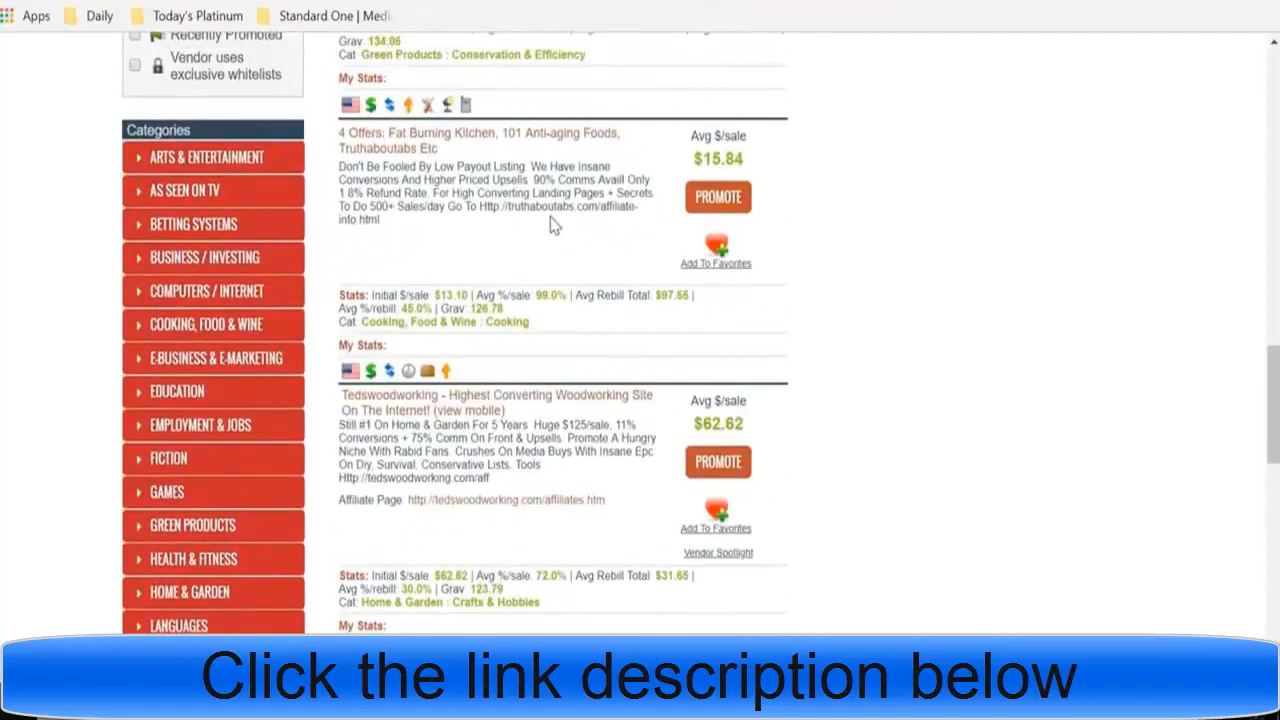 Apps
Daily
Today's Platinum
Standard One | Medi
Recently Promoted
Vendor uses
exclusive whitelists
Categories
ARTS & ENTERTAINMENT
AS SEEN ON TV
BETTING SYSTEMS
BUSINESS / INVESTING
COMPUTERS / INTERNET
COOKING, FOOD & WINE
E-BUSINESS & E-MARKETING
EDUCATION
EMPLOYMENT & JOBS
FICTION
GAMES
GREEN PRODUCTS
HEALTH & FITNESS
HOME & GARDEN
LANGUAGES
Grav: 134.06
Cat: Green Products : Conservation & Efficiency
My Stats:
4 Offers: Fat Burning Kitchen, 101 Anti-aging Foods,
Truthaboutabs Etc
Don't Be Fooled By Low Payout Listing. We Have Insane
Conversions And Higher Priced Upsells. 90% Comms Avail! Only
1.8% Refund Rate. For High Converting Landing Pages + Secrets
To Do 500+ Sales/day Go To Http://truthaboutabs.com/affiliate-
info.html
Avg $/sale
$15.84
PROMOTE
Add To Favorites
Stats: Initial $/sale: $13.10 | Avg %/sale: 99.0% | Avg Rebill Total: $97.55 |
Avg %/rebill: 45.0% | Grav: 126.78
Cat: Cooking, Food & Wine : Cooking
My Stats:
Tedswoodworking - Highest Converting Woodworking Site
On The Internet! (view mobile)
Still #1 On Home & Garden For 5 Years. Huge $125/sale, 11%
Conversions + 75% Comm On Front & Upsells. Promote A Hungry
Niche With Rabid Fans. Crushes On Media Buys With Insane Epc
On Diy, Survival, Conservative Lists. Tools
Http://tedswoodworking.com/aff
Affiliate Page: http://tedswoodworking.com/affiliates.htm
Avg $/sale
$62.62
PROMOTE
Add To Favorites
Vendor Spotlight
Stats: Initial $/sale: $62.62 | Avg %/sale: 72.0% | Avg Rebill Total: $31.65 |
Avg %/rebill: 30.0% | Grav: 123.79
Cat: Home & Garden : Crafts & Hobbies
My Stats:
Click the link description below